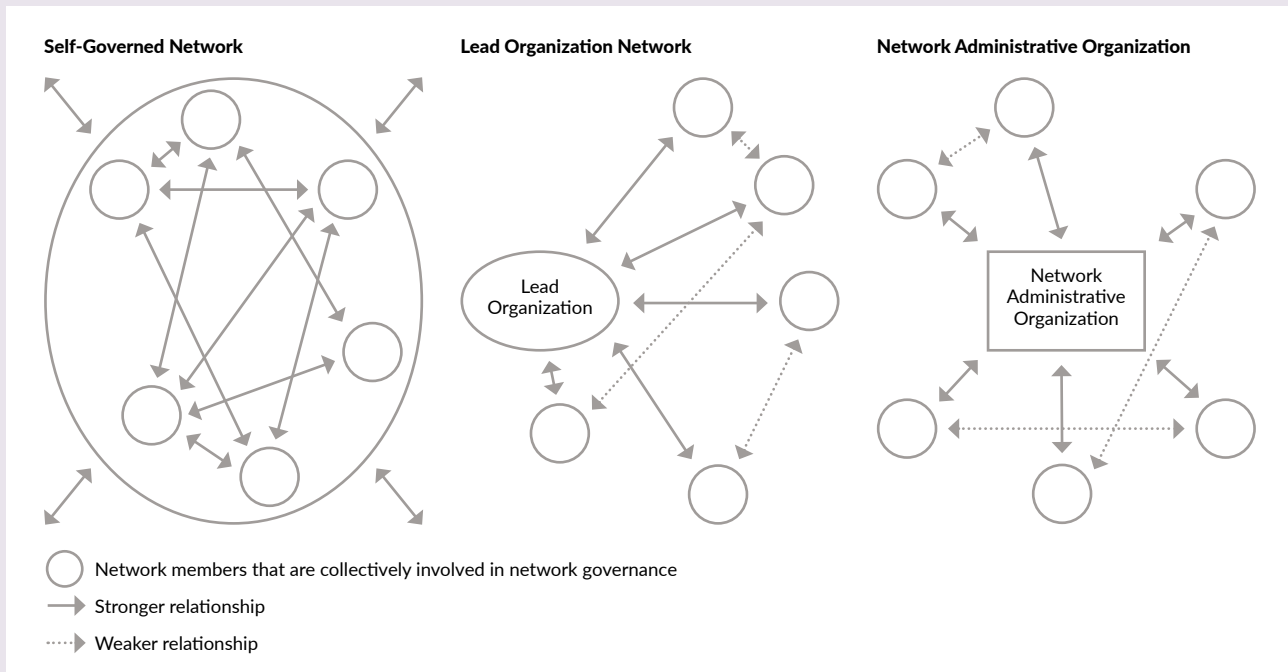 Self-Governed Network
Lead Organization Network
Network Administrative Organization
Lead
Organization
Network
Administrative
Organization
Network members that are collectively involved in network governance
Stronger relationship
Weaker relationship